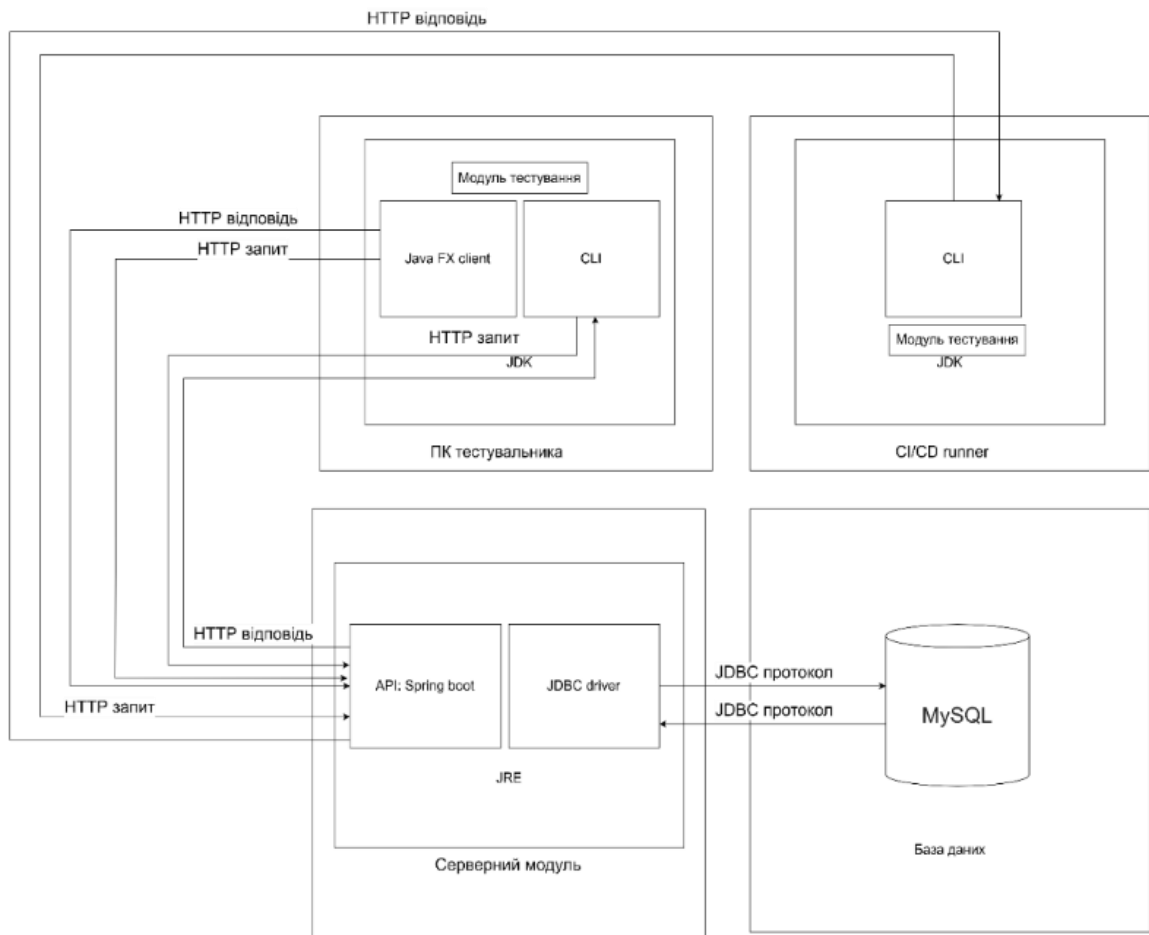 HTTP відповідь
Модуль тестування
HTTP відповідь
HTTP запит
Java FX client
CLI
CLI
HTTP запит
JDK
Модуль тестування
JDK
ПК тестувальника
CI/CD runner
HTTP відповідь
API: Spring boot
JDBC driver
JDBC протокол
HTTP запит
JDBC протокол
MySQL
JRE
База даних
Серверний модуль